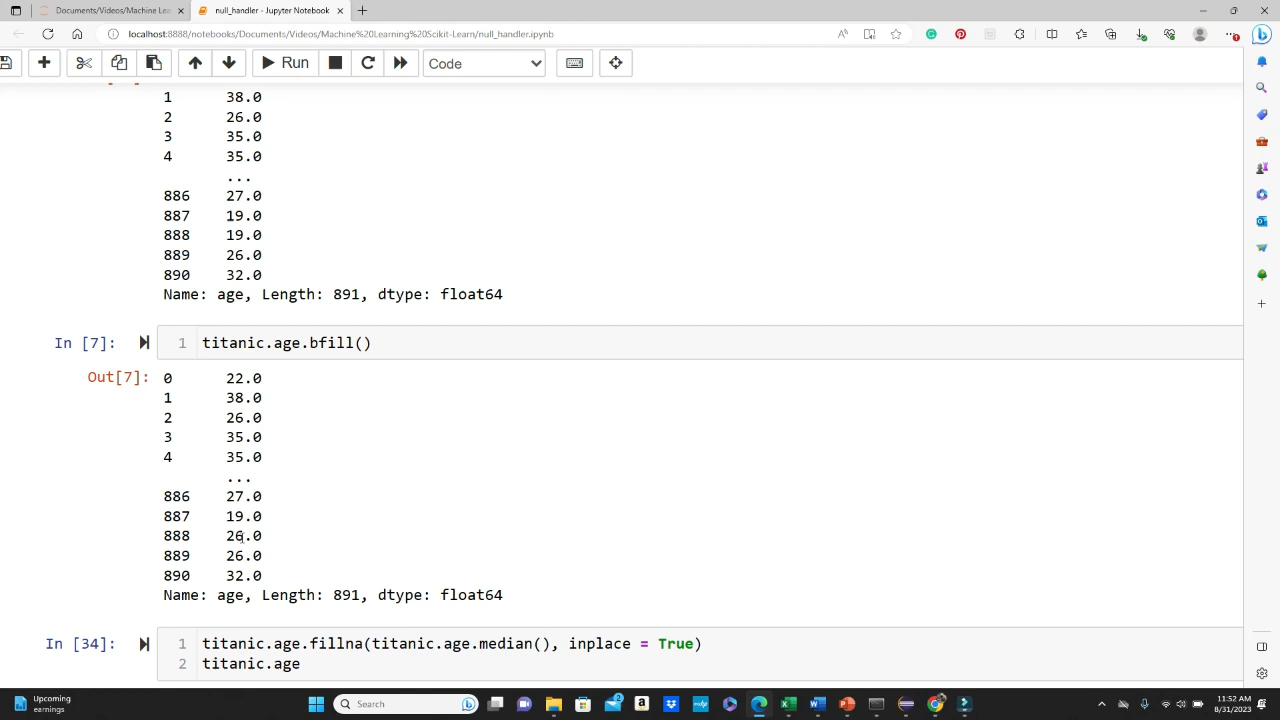 Documents/Videos/Machine Lea
null_handler - Jupyter Notebook
localhost:8888/notebooks/Documents/Videos/Machine%20Learning%20Scikit-Learn/null_handler.ipynb
Run
Code
1 38.0
2 26.0
3 35.0
4 35.0
...
886 27.0
887 19.0
888 19.0
889 26.0
890 32.0
Name: age, Length: 891, dtype: float64
In [7]: 1 titanic.age.bfill()
Out[7]: 0 22.0
1 38.0
2 26.0
3 35.0
4 35.0
...
886 27.0
887 19.0
888 26.0
889 26.0
890 32.0
Name: age, Length: 891, dtype: float64
In [34]: 1 titanic.age.fillna(titanic.age.median(), inplace = True)
2 titanic.age
Upcoming
earnings
Search
2
11:52 AM
8/31/2023